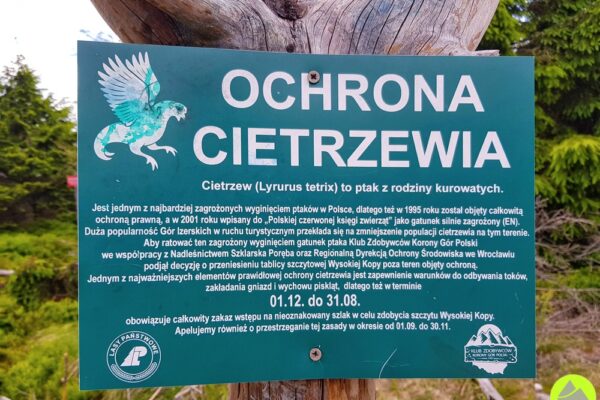 OCHRONA
CIETRZEWIA
Cietrzew (Lyrurus tetrix) to ptak z rodziny kurowatych.
Jest jednym z najbardziej zagrożonych wyginięciem ptaków w Polsce, dlatego też w 1995 roku został objęty całkowitą
ochroną prawną, a w 2001 roku wpisany do „Polskiej czerwonej księgi zwierząt” jako gatunek silnie zagrożony (EN).
Duża popularność Gór Izerskich w ruchu turystycznym przekłada się na zmniejszenie populacji cietrzewia na tym terenie.
Aby ratować ten zagrożony wyginięciem gatunek ptaka Klub Zdobywców Korony Gór Polski
we współpracy z Nadleśnictwem Szklarska Poręba oraz Regionalną Dyrekcją Ochrony Środowiska we Wrocławiu
podjął decyzję o przeniesieniu tablicy szczytowej Wysokiej Kopy poza teren objęty ochroną.
Jednym z najważniejszych elementów prawidłowej ochrony cietrzewia jest zapewnienie warunków do odbywania toków,
zakładania gniazd i wychowu piskląt, dlatego też w terminie
01.12. do 31.08.
obowiązuje całkowity zakaz wstępu na nieoznakowany szlak w celu zdobycia szczytu Wysokiej Kopy.
Apelujemy również o przestrzeganie tej zasady w okresie od 01.09. do 30.11.
LASY PAŃSTWOWE
KLUB ZDOBYWCÓW
KORONY GÓR POLSKI